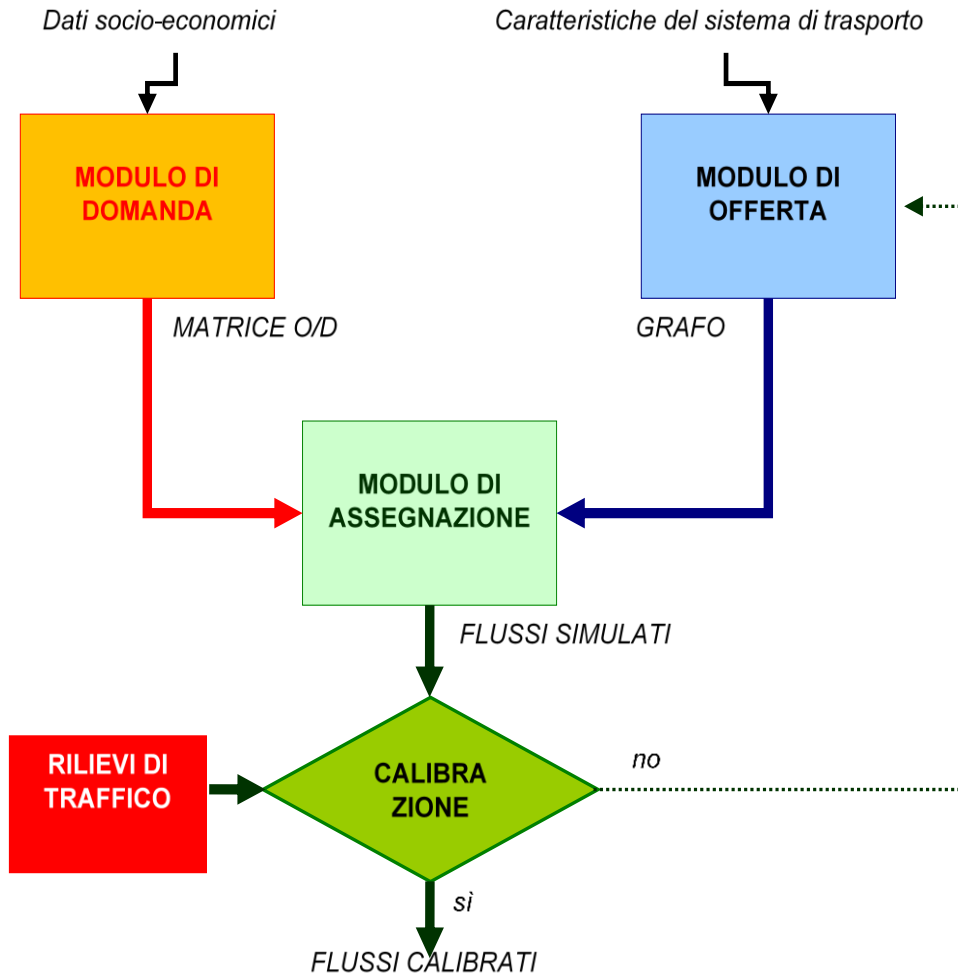 Dati socio-economici
Caratteristiche del sistema di trasporto
MODULO DI
DOMANDA
MODULO DI
OFFERTA
MATRICE O/D
GRAFO
MODULO DI
ASSEGNAZIONE
FLUSSI SIMULATI
RILIEVI DI
TRAFFICO
CALIBRA
ZIONE
no
sì
FLUSSI CALIBRATI